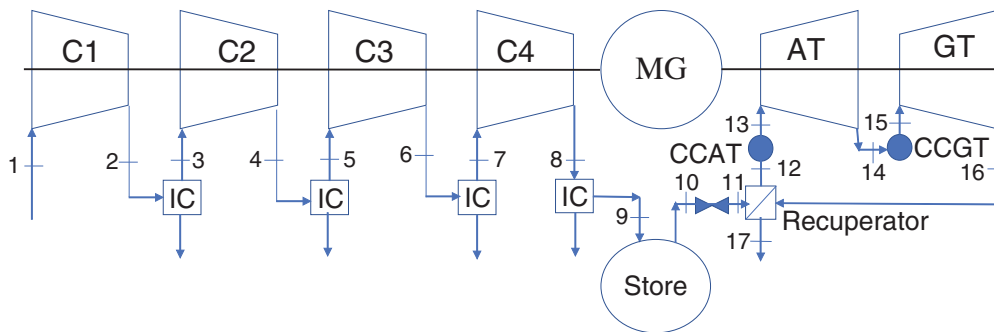 C1
C2
C3
C4
MG
AT
GT
1
2
3
4
5
6
7
8
9
10
11
12
13
14
15
16
17
IC
IC
IC
IC
CCAT
CCGT
Recuperator
Store